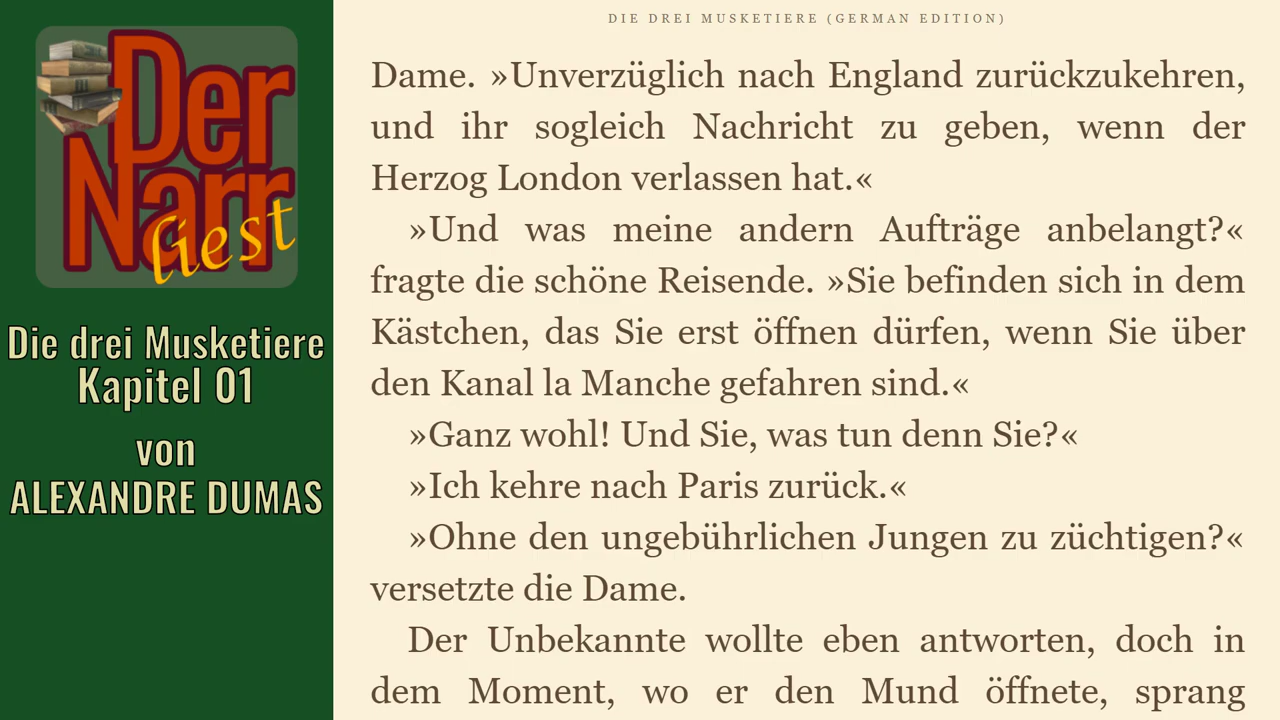 Der
Narr
liest
Die drei Musketiere
Kapitel 01
von
ALEXANDRE DUMAS
DIE DREI MUSKETIERE (GERMAN EDITION)
Dame. »Unverzüglich nach England zurückzukehren,
und ihr sogleich Nachricht zu geben, wenn der
Herzog London verlassen hat.«
»Und was meine andern Aufträge anbelangt?«
fragte die schöne Reisende. »Sie befinden sich in dem
Kästchen, das Sie erst öffnen dürfen, wenn Sie über
den Kanal la Manche gefahren sind.«
»Ganz wohl! Und Sie, was tun denn Sie?«
»Ich kehre nach Paris zurück.«
»Ohne den ungebührlichen Jungen zu züchtigen?«
versetzte die Dame.
Der Unbekannte wollte eben antworten, doch in
dem Moment, wo er den Mund öffnete, sprang